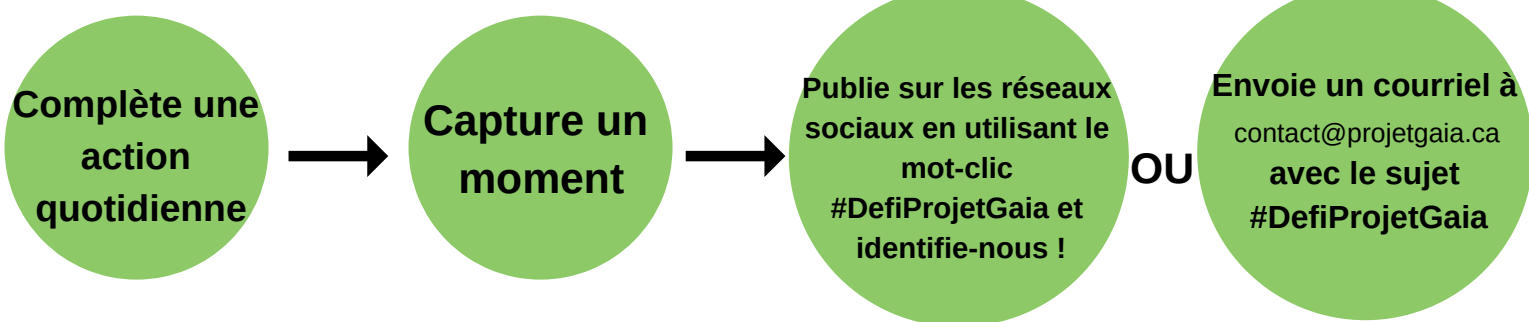 Complète une
action
quotidienne
Capture un
moment
Publie sur les réseaux
sociaux en utilisant le
mot-clic
#DefiProjetGaia et
identifie-nous !
OU
Envoie un courriel à
contact@projetgaia.ca
avec le sujet
#DefiProjetGaia